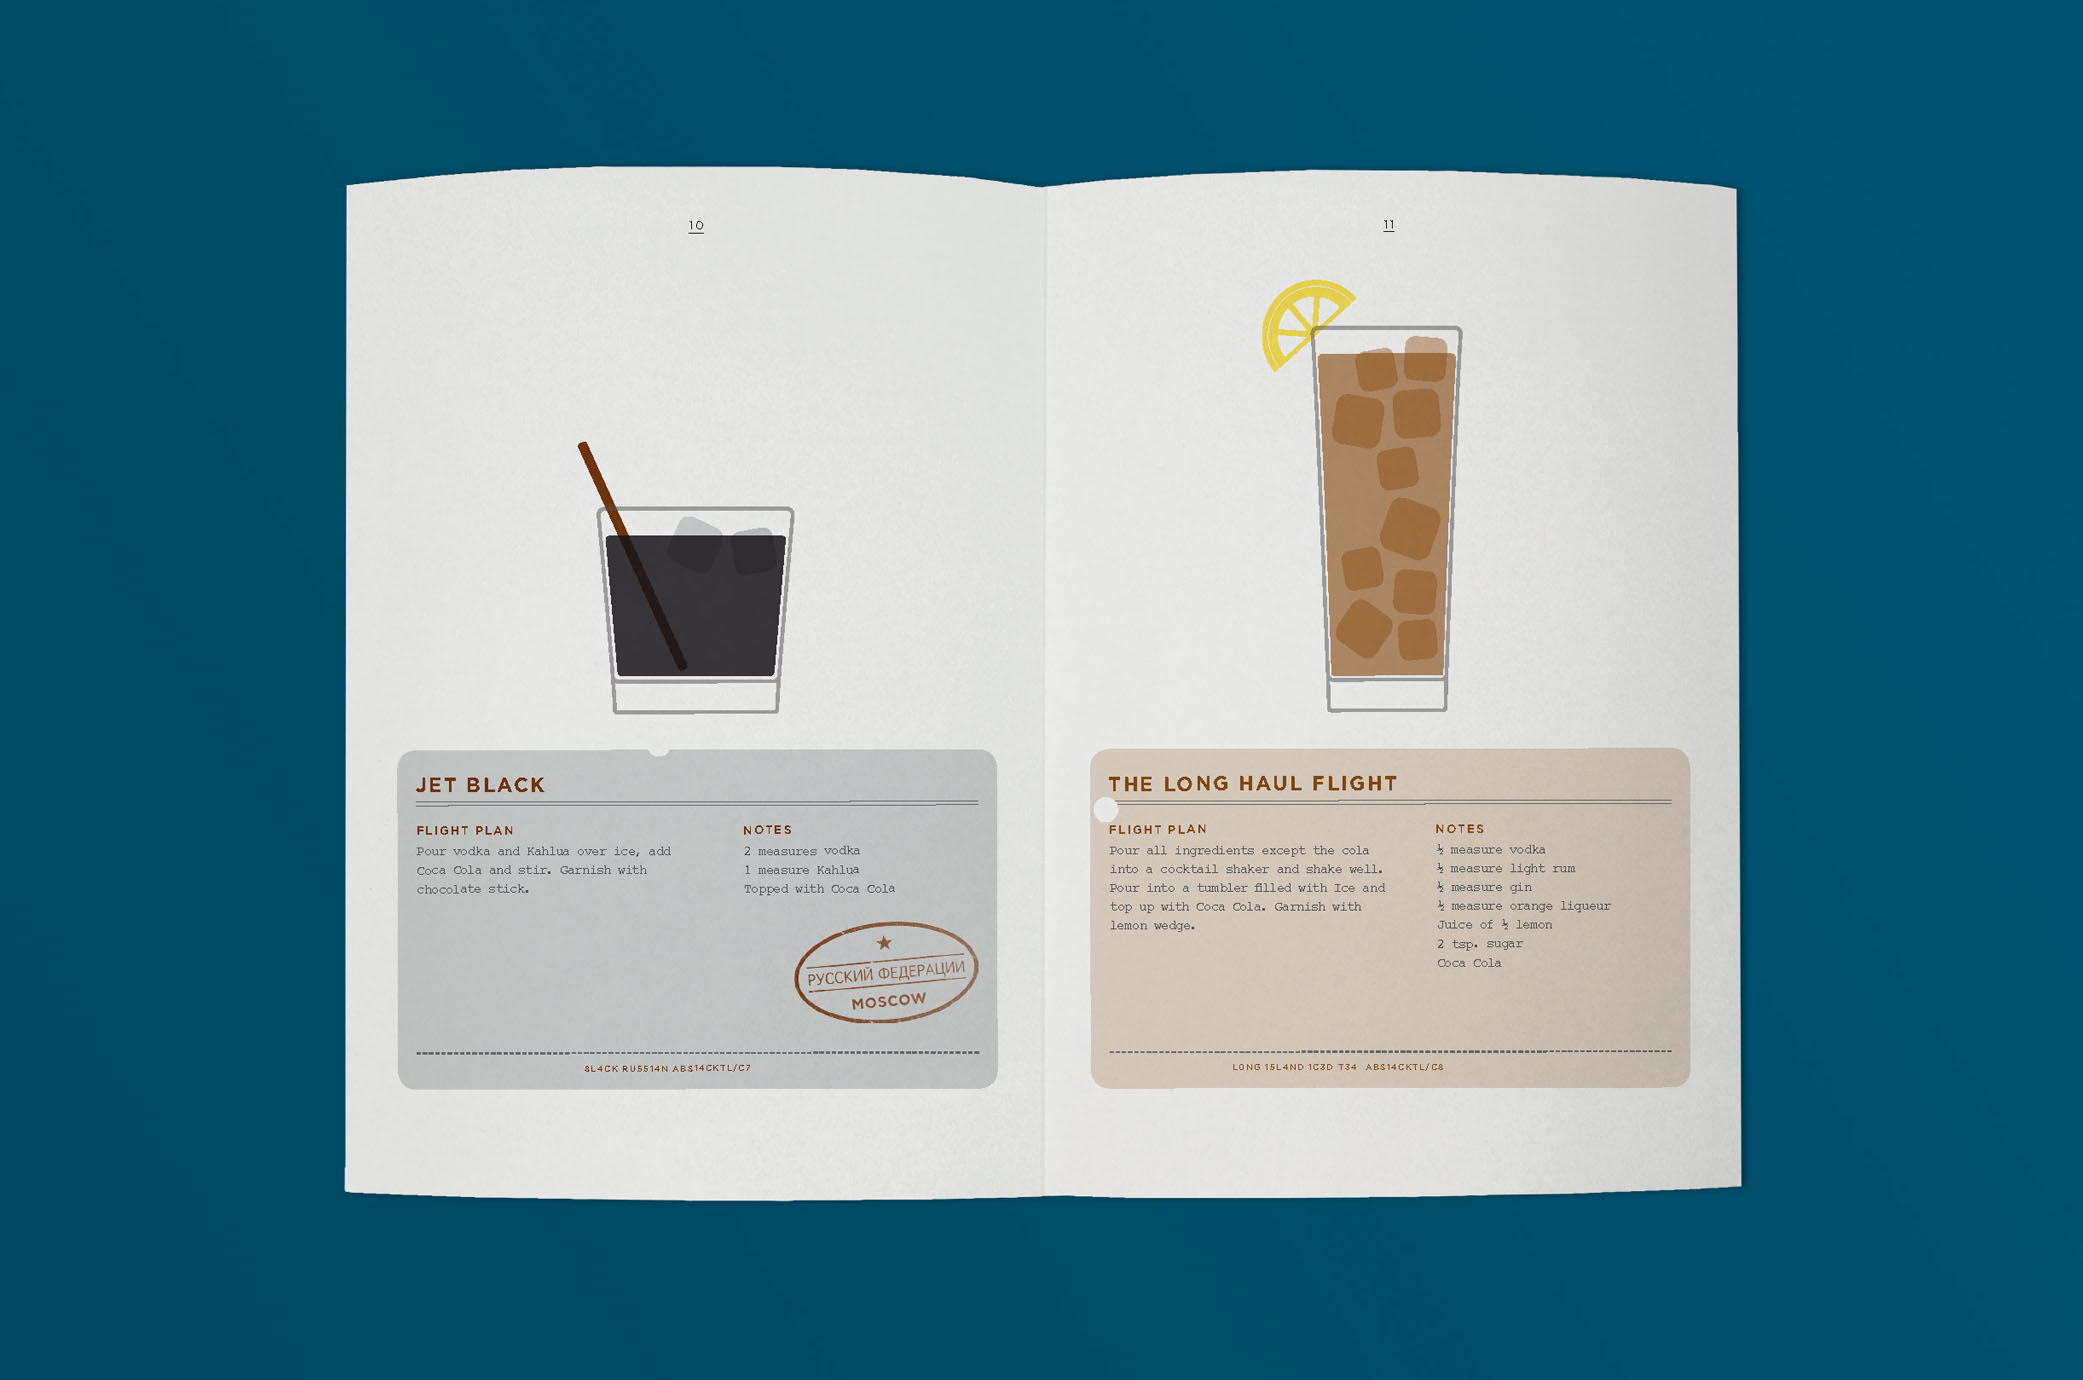 10
JET BLACK
FLIGHT PLAN
Pour vodka and Kahlua over ice, add
Coca Cola and stir. Garnish with
chocolate stick.
NOTES
2 measures vodka
1 measure Kahlua
Topped with Coca Cola
РУССКИЙ ФЕДЕРАЦИИ
MOSCOW
BL4CK RU5514N ABS14CKTL/C7
11
THE LONG HAUL FLIGHT
FLIGHT PLAN
Pour all ingredients except the cola
into a cocktail shaker and shake well.
Pour into a tumbler filled with Ice and
top up with Coca Cola. Garnish with
lemon wedge.
NOTES
½ measure vodka
½ measure light rum
½ measure gin
½ measure orange liqueur
Juice of ½ lemon
2 tsp. sugar
Coca Cola
LONG 15L4ND 1C3D T34 ABS14CKTL/C8